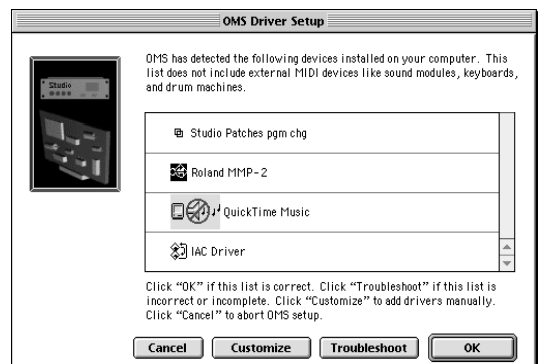 OMS Driver Setup
OMS has detected the following devices installed on your computer. This
list does not include external MIDI devices like sound modules, keyboards,
and drum machines.
Studio
Studio Patches pgm chg
Roland MMP-2
QuickTime Music
IAC Driver
Click “OK” if this list is correct. Click “Troubleshoot” if this list is
incorrect or incomplete. Click “Customize” to add drivers manually.
Click “Cancel” to abort OMS setup.
Cancel Customize Troubleshoot OK